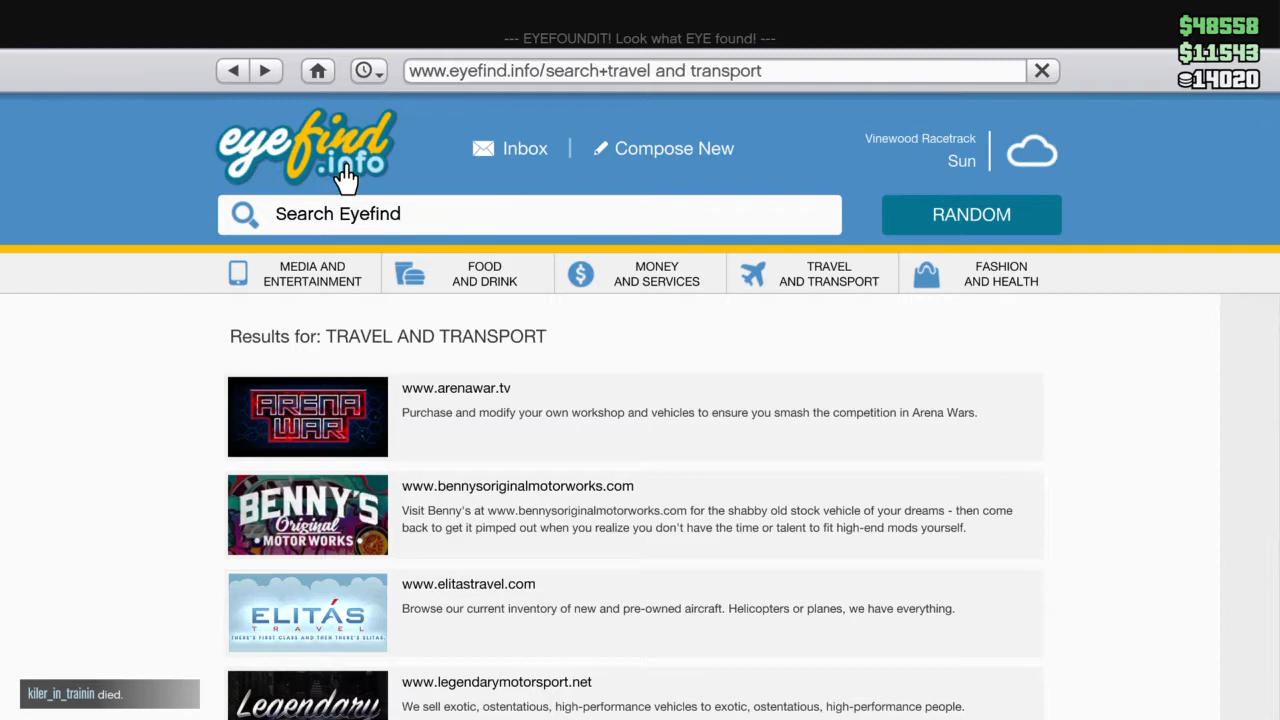 --- EYEFOUNDIT! Look what EYE found! ---
$48558
$11543
14020
www.eyefind.info/search+travel and transport
eyefind
.info
Inbox
Compose New
Vinewood Racetrack
Sun
Search Eyefind
RANDOM
MEDIA AND
ENTERTAINMENT
FOOD
AND DRINK
MONEY
AND SERVICES
TRAVEL
AND TRANSPORT
FASHION
AND HEALTH
Results for: TRAVEL AND TRANSPORT
ARENA
WAR
www.arenawar.tv
Purchase and modify your own workshop and vehicles to ensure you smash the competition in Arena Wars.
BENNY'S
Original
MOTOR WORKS
www.bennysoriginalmotorworks.com
Visit Benny's at www.bennysoriginalmotorworks.com for the shabby old stock vehicle of your dreams - then come
back to get it pimped out when you realize you don't have the time or talent to fit high-end mods yourself.
ELITÁS
TRAVEL
THERE'S FIRST CLASS AND THEN THERE'S ELITAS.
www.elitastravel.com
Browse our current inventory of new and pre-owned aircraft. Helicopters or planes, we have everything.
Legendary
www.legendarymotorsport.net
We sell exotic, ostentatious, high-performance vehicles to exotic, ostentatious, high-performance people.
kiler_in_trainin died.